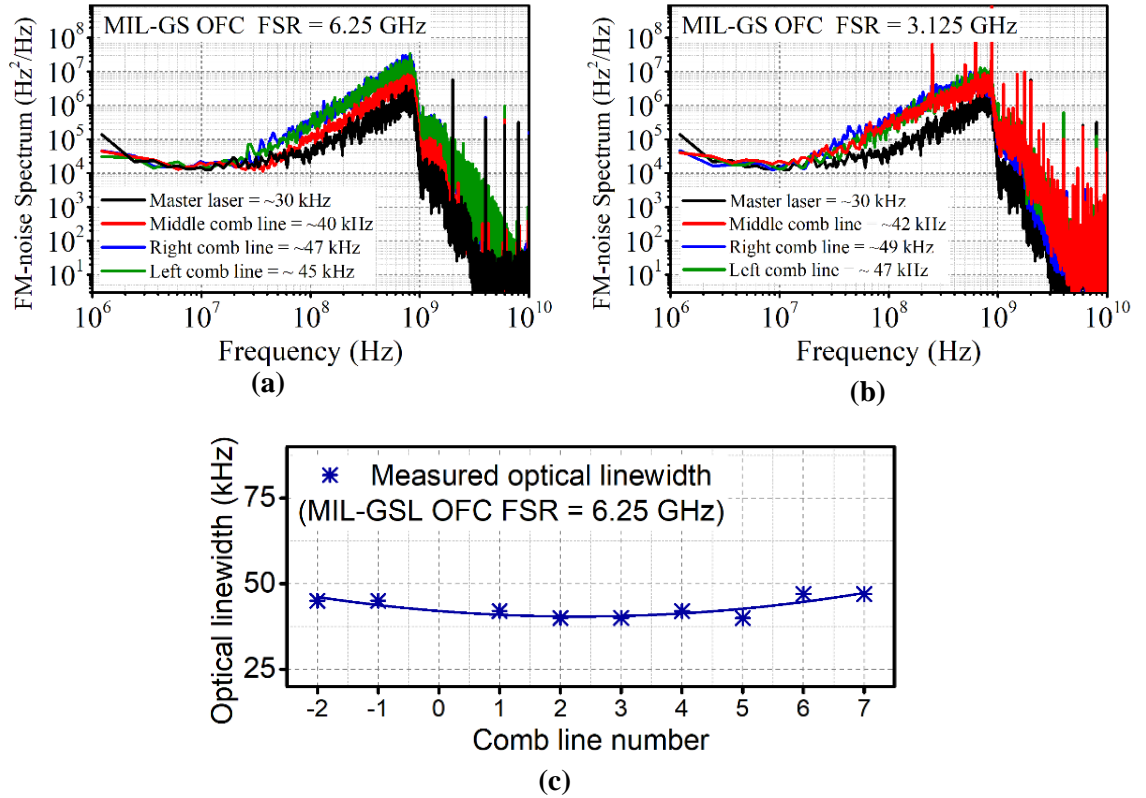 MIL-GS OFC FSR = 6.25 GHz
FM-noise Spectrum (Hz²/Hz)
10⁸
10⁷
10⁶
10⁵
10⁴
10³
10²
10¹
Master laser = ~30 kHz
Middle comb line = ~40 kHz
Right comb line = ~47 kHz
Left comb line = ~ 45 kHz
10⁶ 10⁷ 10⁸ 10⁹ 10¹⁰
Frequency (Hz)
(a)
MIL-GS OFC FSR = 3.125 GHz
FM-noise Spectrum (Hz²/Hz)
10⁸
10⁷
10⁶
10⁵
10⁴
10³
10²
10¹
Master laser = ~30 kHz
Middle comb line = ~42 kHz
Right comb line = ~49 kHz
Left comb line = ~ 47 kHz
10⁶ 10⁷ 10⁸ 10⁹ 10¹⁰
Frequency (Hz)
(b)
Optical linewidth (kHz)
75
50
25
Measured optical linewidth
(MIL-GSL OFC FSR = 6.25 GHz)
-2 -1 0 1 2 3 4 5 6 7
Comb line number
(c)